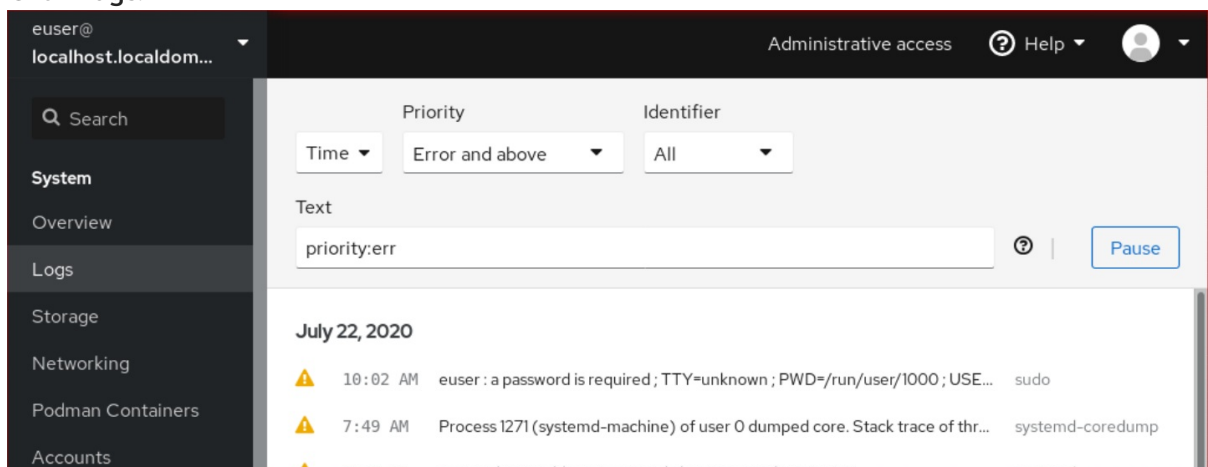 euser@
localhost.localdom...
Administrative access
Help
Search
System
Overview
Logs
Storage
Networking
Podman Containers
Accounts
Priority
Identifier
Time
Error and above
All
Text
priority:err
Pause
July 22, 2020
10:02 AM euser : a password is required ; TTY=unknown ; PWD=/run/user/1000 ; USE... sudo
7:49 AM Process 1271 (systemd-machine) of user 0 dumped core. Stack trace of thr... systemd-coredump